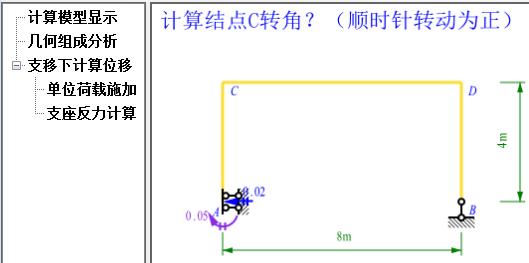 计算模型显示
几何组成分析
支移下计算位移
单位荷载施加
支座反力计算
计算结点C转角？（顺时针转动为正）
C
D
4m
0.02
0.05
A
B
8m